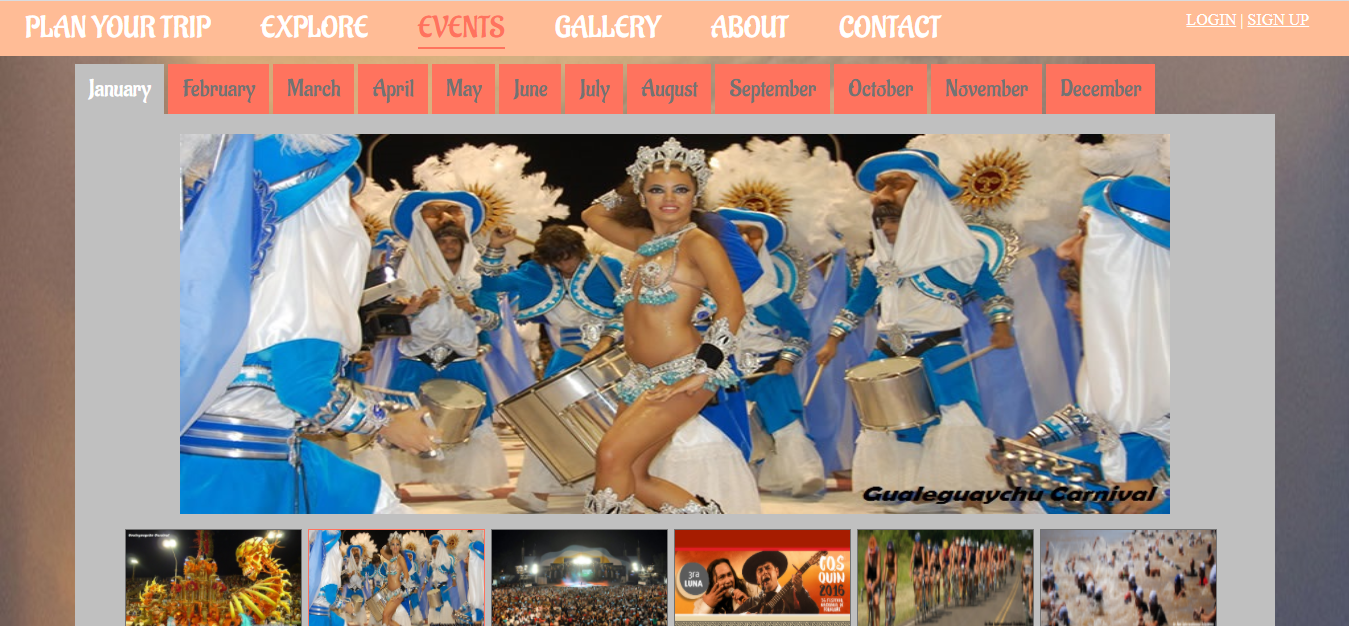 PLAN YOUR TRIP EXPLORE EVENTS GALLERY ABOUT CONTACT LOGIN | SIGN UP
January February March April May June July August September October November December
Gualeguaychu Carnival
3ra LUNA
COS
QUIN
2016